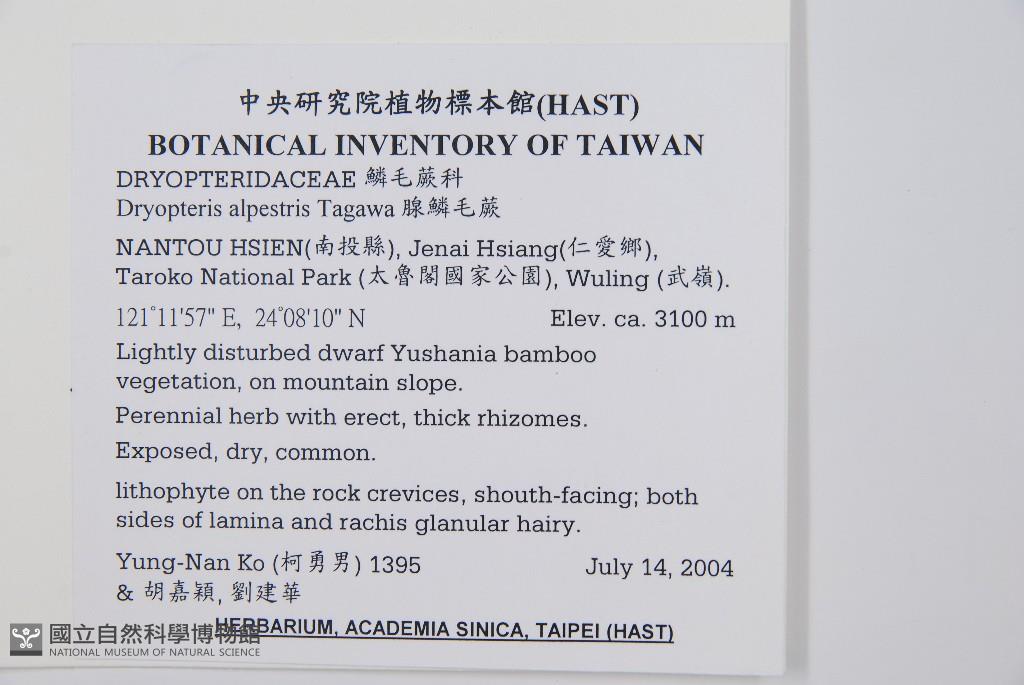 中央研究院植物標本館(HAST)
BOTANICAL INVENTORY OF TAIWAN
DRYOPTERIDACEAE 鱗毛蕨科
Dryopteris alpestris Tagawa 腺鱗毛蕨
NANTOU HSIEN(南投縣), Jenai Hsiang(仁愛鄉),
Taroko National Park (太魯閣國家公園), Wuling (武嶺).
121°11'57" E, 24°08'10" N Elev. ca. 3100 m
Lightly disturbed dwarf Yushania bamboo
vegetation, on mountain slope.
Perennial herb with erect, thick rhizomes.
Exposed, dry, common.
lithophyte on the rock crevices, shouth-facing; both
sides of lamina and rachis glanular hairy.
Yung-Nan Ko (柯勇男) 1395 July 14, 2004
& 胡嘉穎, 劉建華
HERBARIUM, ACADEMIA SINICA, TAIPEI (HAST)
國立自然科學博物館
NATIONAL MUSEUM OF NATURAL SCIENCE